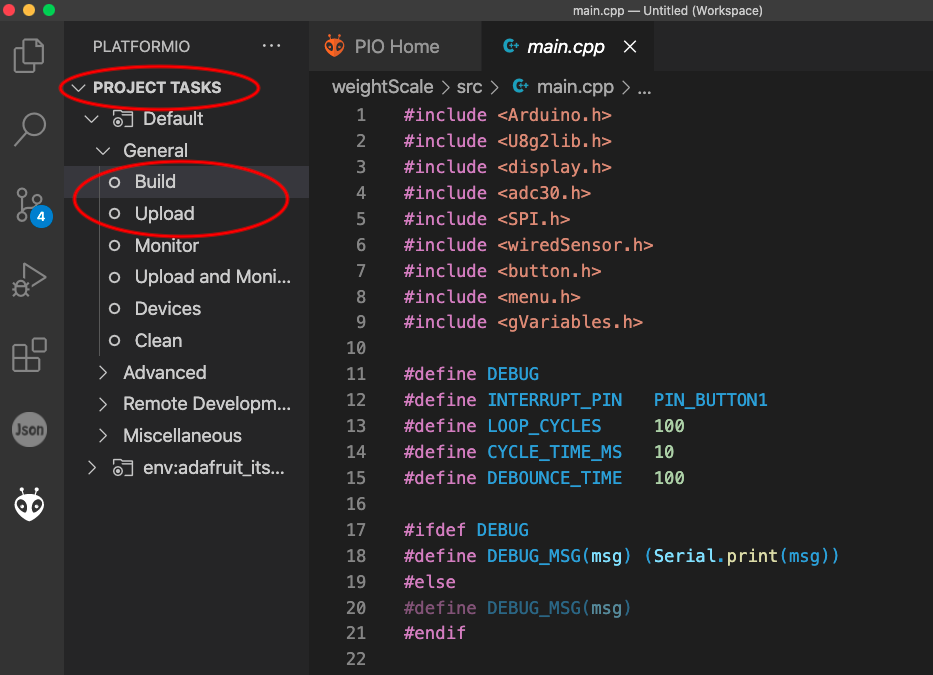 main.cpp — Untitled (Workspace)
PLATFORMIO ...
PROJECT TASKS
Default
General
Build
Upload
Monitor
Upload and Moni...
Devices
Clean
Advanced
Remote Developm...
Miscellaneous
env:adafruit_its...
4
Json
PIO Home
main.cpp
weightScale > src > main.cpp > ...
1 #include <Arduino.h>
2 #include <U8g2lib.h>
3 #include <display.h>
4 #include <adc30.h>
5 #include <SPI.h>
6 #include <wiredSensor.h>
7 #include <button.h>
8 #include <menu.h>
9 #include <gVariables.h>
10
11 #define DEBUG
12 #define INTERRUPT_PIN PIN_BUTTON1
13 #define LOOP_CYCLES 100
14 #define CYCLE_TIME_MS 10
15 #define DEBOUNCE_TIME 100
16
17 #ifdef DEBUG
18 #define DEBUG_MSG(msg) (Serial.print(msg))
19 #else
20 #define DEBUG_MSG(msg)
21 #endif
22